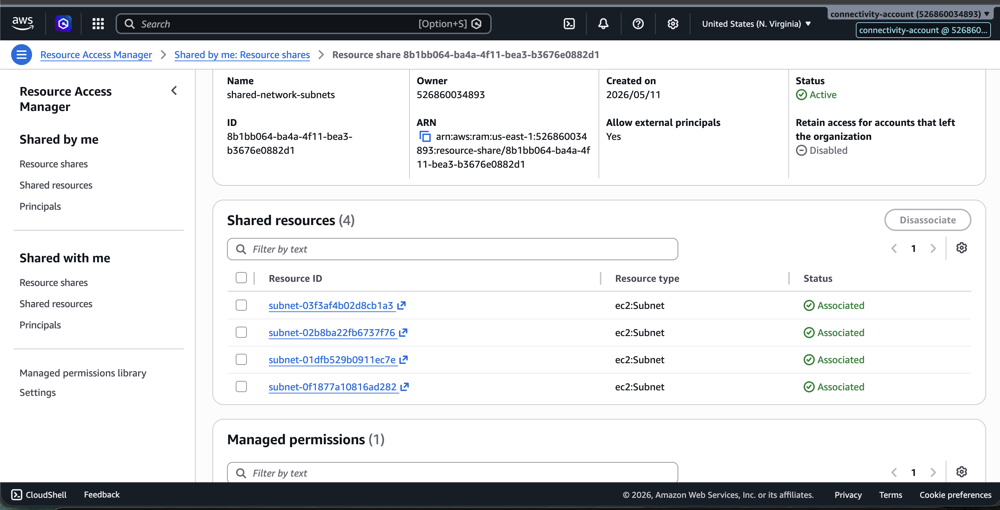 aws
Search [Option+S]
United States (N. Virginia)
connectivity-account (526860034893)
connectivity-account @ 526860...
Resource Access Manager
Shared by me: Resource shares
Resource share 8b1bb064-ba4a-4f11-bea3-b3676e0882d1
Resource Access
Manager
Shared by me
Resource shares
Shared resources
Principals
Shared with me
Resource shares
Shared resources
Principals
Managed permissions library
Settings
Name
shared-network-subnets
ID
8b1bb064-ba4a-4f11-bea3-
b3676e0882d1
Owner
526860034893
ARN
arn:aws:ram:us-east-1:526860034
893:resource-share/8b1bb064-ba4a-4f
11-bea3-b3676e0882d1
Created on
2026/05/11
Allow external principals
Yes
Status
Active
Retain access for accounts that left
the organization
Disabled
Shared resources (4)
Disassociate
Filter by text
1
Resource ID Resource type Status
subnet-03f3af4b02d8cb1a3 ec2:Subnet Associated
subnet-02b8ba22fb6737f76 ec2:Subnet Associated
subnet-01dfb529b0911ec7e ec2:Subnet Associated
subnet-0f1877a10816ad282 ec2:Subnet Associated
Managed permissions (1)
Filter by text
1
CloudShell Feedback © 2026, Amazon Web Services, Inc. or its affiliates. Privacy Terms Cookie preferences